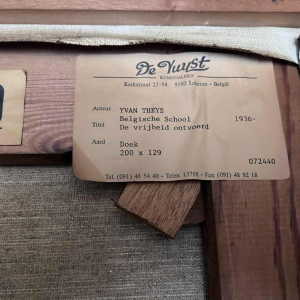 De Vuyst
KUNSTGALERIJ
Kerkstraat 22-54 9160 Lokeren - België
Auteur YVAN THEYS
Belgische School 1936-
Titel De vrijheid ontvoerd
Aard Doek
200 x 129
072440
Tel. (091) 48 54 40 - Telex 13798 - Fax (091) 48 92 18